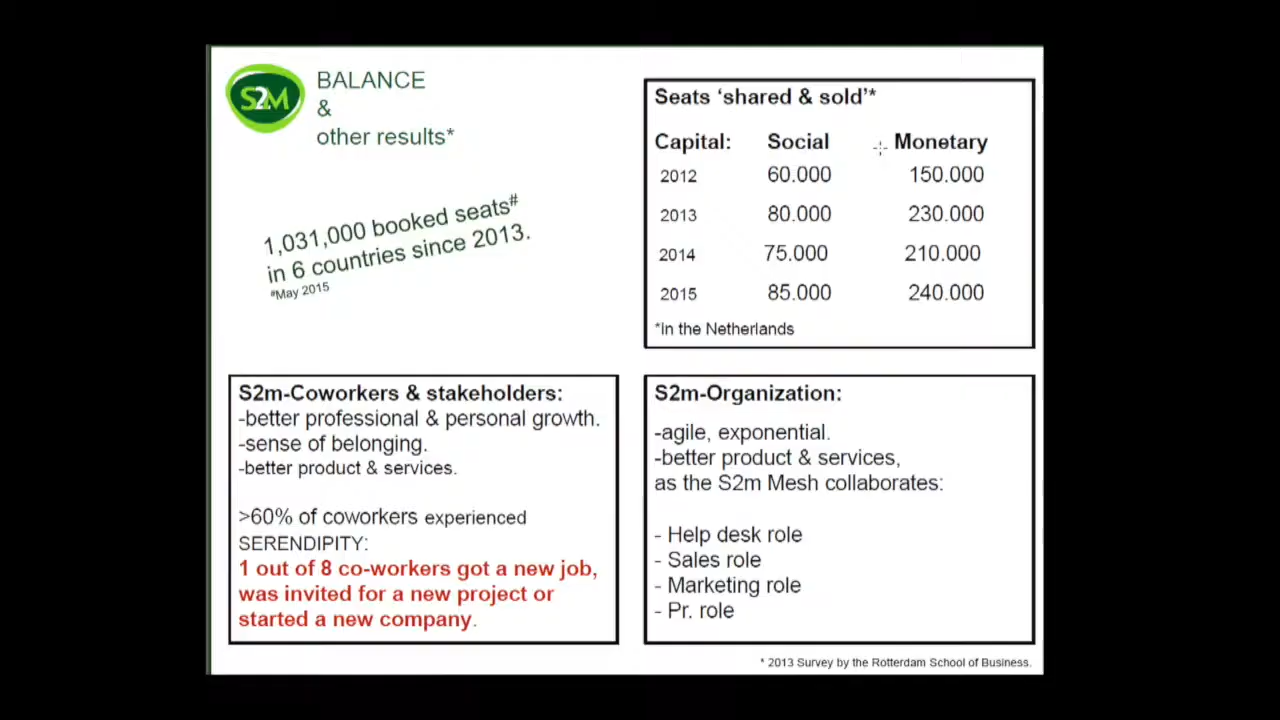 S2M
BALANCE
&
other results*
1,031,000 booked seats#
in 6 countries since 2013.
#May 2015
Seats ‘shared & sold’*
Capital: Social Monetary
2012 60.000 150.000
2013 80.000 230.000
2014 75.000 210.000
2015 85.000 240.000
*in the Netherlands
S2m-Coworkers & stakeholders:
-better professional & personal growth.
-sense of belonging.
-better product & services.
>60% of coworkers experienced
SERENDIPITY:
1 out of 8 co-workers got a new job,
was invited for a new project or
started a new company.
S2m-Organization:
-agile, exponential.
-better product & services,
as the S2m Mesh collaborates:
- Help desk role
- Sales role
- Marketing role
- Pr. role
* 2013 Survey by the Rotterdam School of Business.